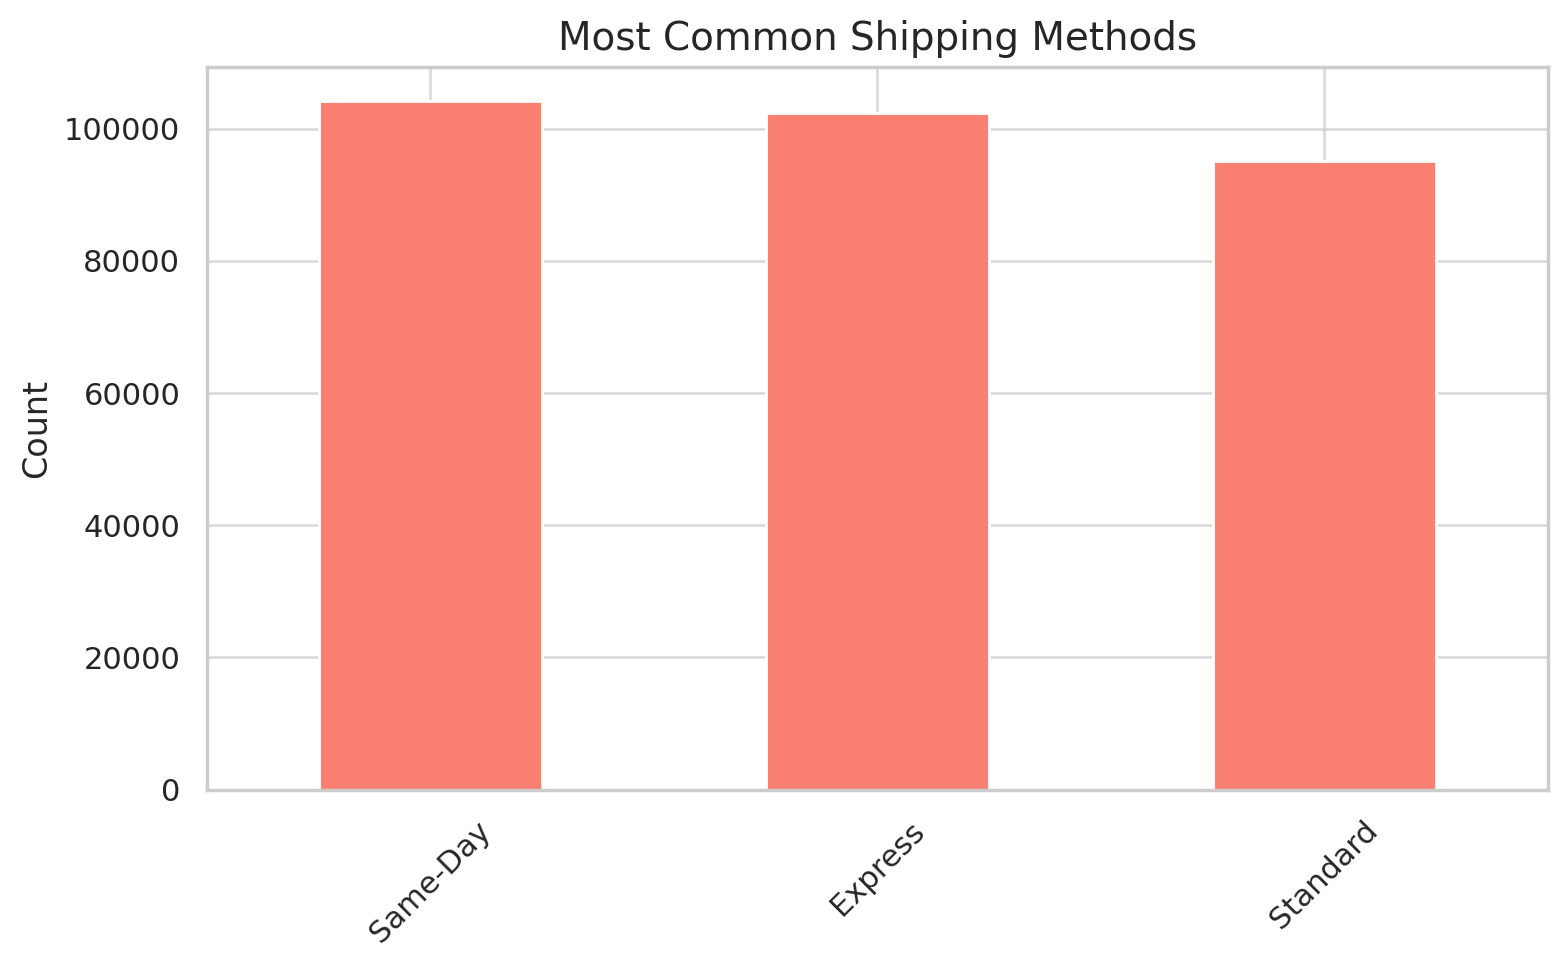 Most Common Shipping Methods
100000
80000
60000
40000
20000
0
Count
Same-Day
Express
Standard